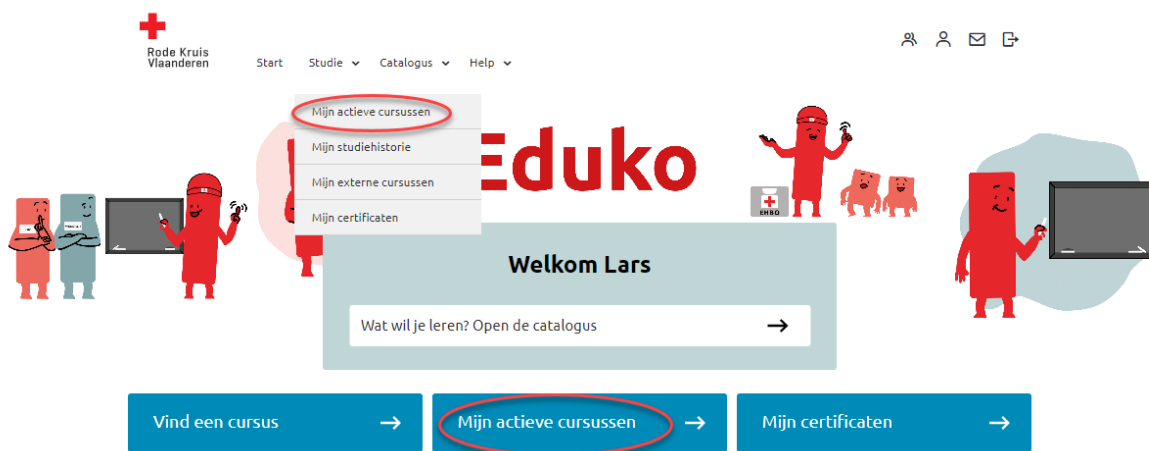 Rode Kruis
Vlaanderen
Start Studie Catalogus Help
Mijn actieve cursussen
Mijn studiehistorie
Mijn externe cursussen
Mijn certificaten
Eduko
EHBO
Welkom Lars
Wat wil je leren? Open de catalogus
Vind een cursus Mijn actieve cursussen Mijn certificaten